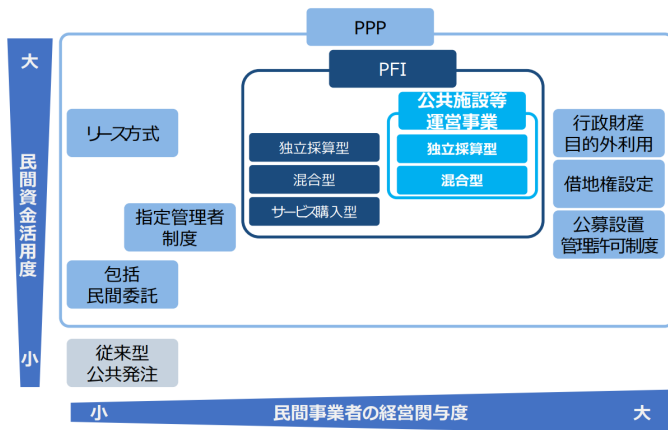 PPP
大
PFI
公共施設等
運営事業
リース方式
行政財産
目的外利用
独立採算型
独立採算型
混合型
混合型
借地権設定
サービス購入型
民間資金活用度
指定管理者
制度
公募設置
管理許可制度
包括
民間委託
小
従来型
公共発注
小
民間事業者の経営関与度
大